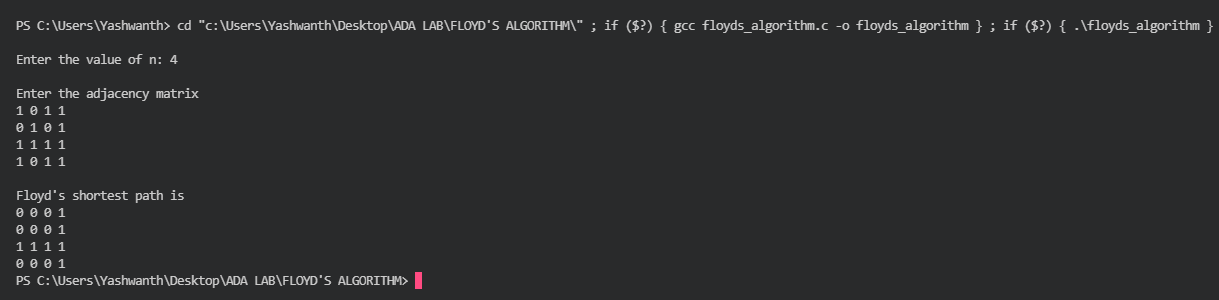 PS C:\Users\Yashwanth> cd "c:\Users\Yashwanth\Desktop\ADA LAB\FLOYD'S ALGORITHM\" ; if ($?) { gcc floyds_algorithm.c -o floyds_algorithm } ; if ($?) { .\floyds_algorithm }
Enter the value of n: 4
Enter the adjacency matrix
1 0 1 1
0 1 0 1
1 1 1 1
1 0 1 1
Floyd's shortest path is
0 0 0 1
0 0 0 1
1 1 1 1
0 0 0 1
PS C:\Users\Yashwanth\Desktop\ADA LAB\FLOYD'S ALGORITHM>